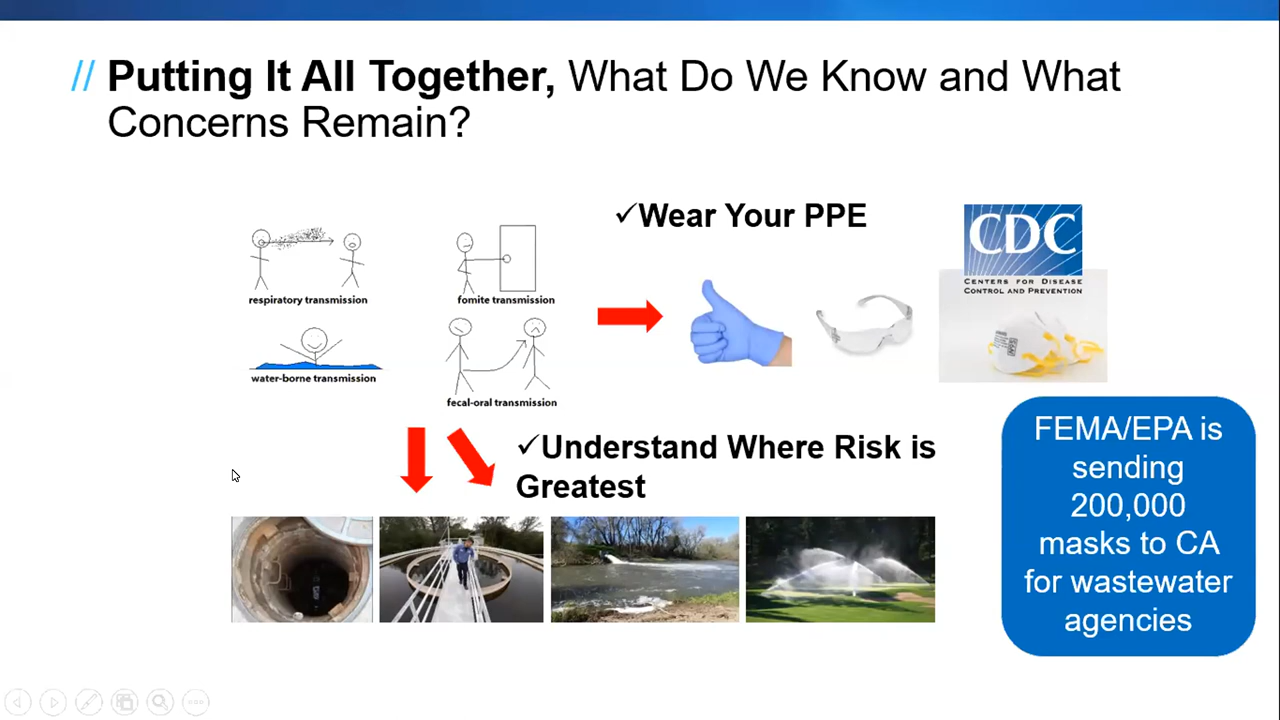 // Putting It All Together, What Do We Know and What
Concerns Remain?
✓Wear Your PPE
CDC
CENTERS FOR DISEASE
CONTROL AND PREVENTION
respiratory transmission
fomite transmission
water-borne transmission
fecal-oral transmission
✓Understand Where Risk is
Greatest
FEMA/EPA is
sending
200,000
masks to CA
for wastewater
agencies